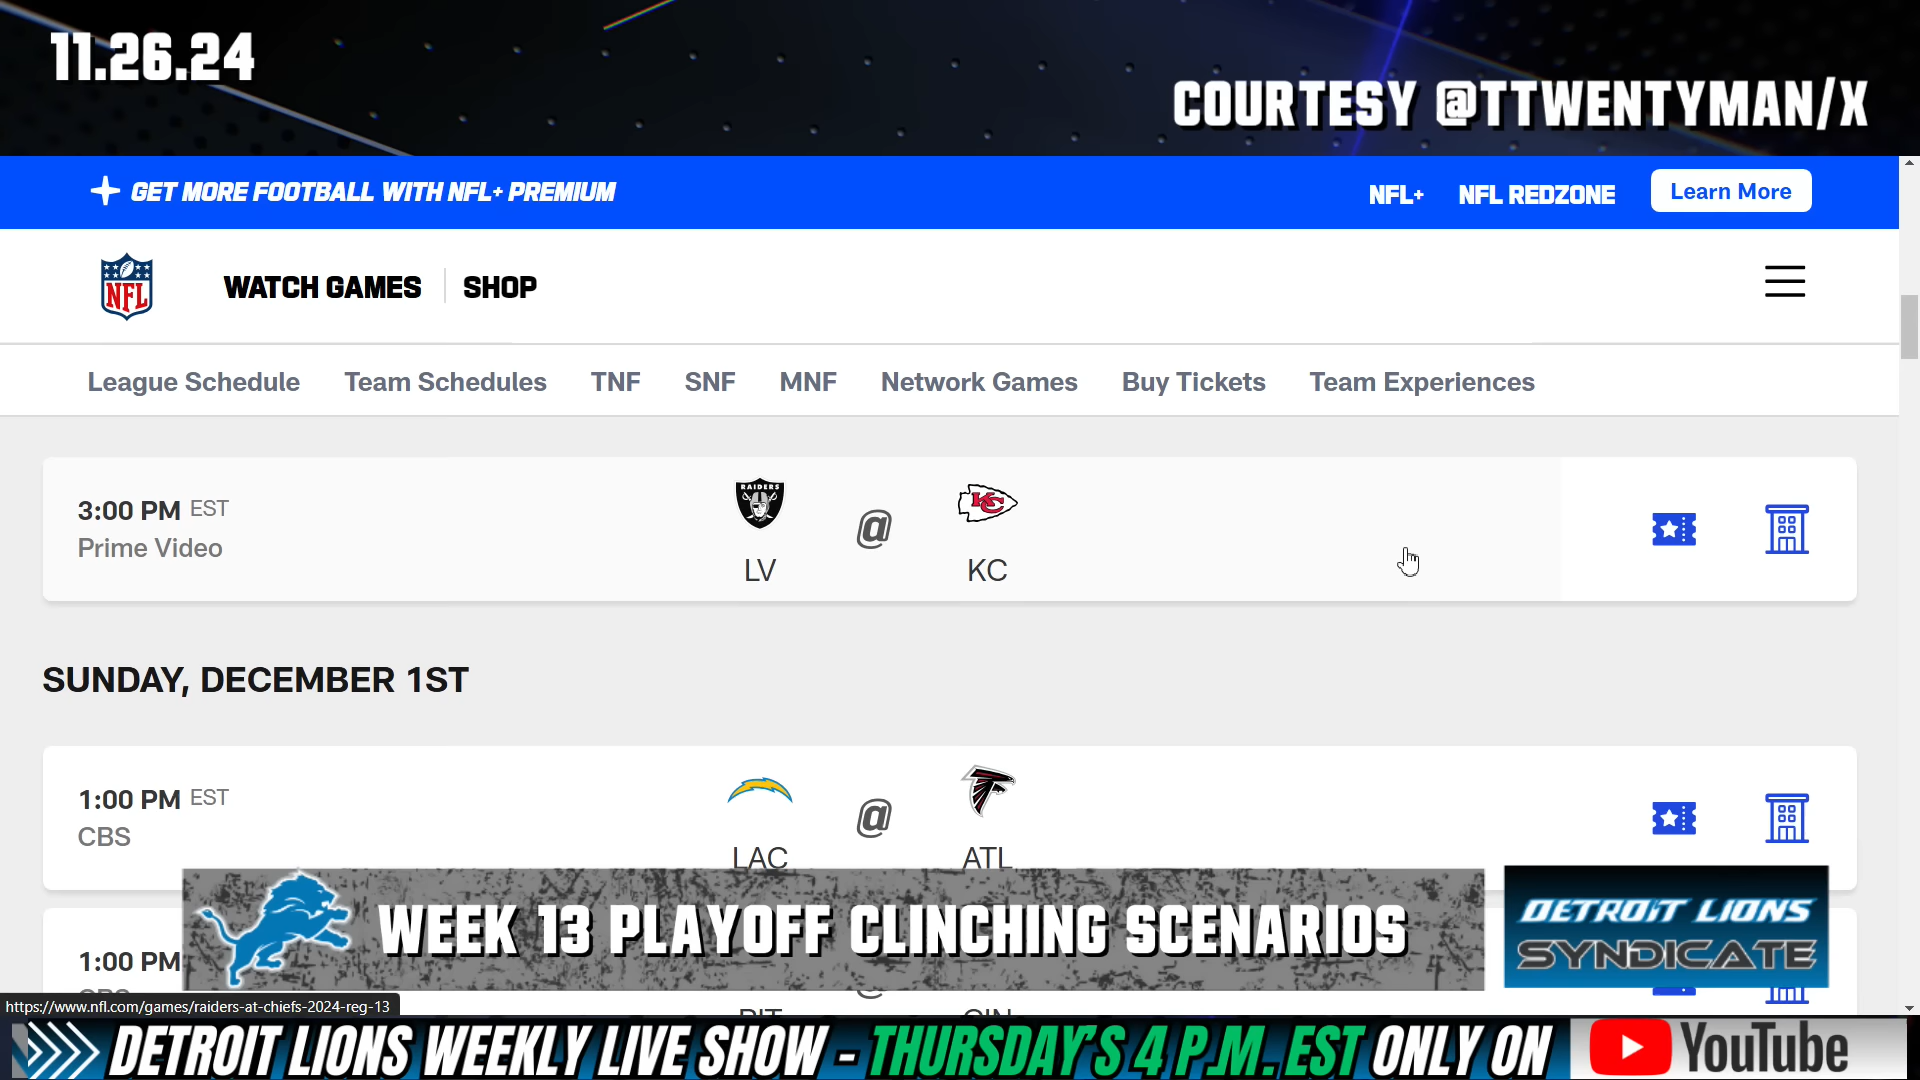 11.26.24
COURTESY @TTWENTYMAN/X
GET MORE FOOTBALL WITH NFL+ PREMIUM
NFL+ NFL REDZONE Learn More
NFL
WATCH GAMES SHOP
League Schedule Team Schedules TNF SNF MNF Network Games Buy Tickets Team Experiences
3:00 PM EST
Prime Video
RAIDERS
LV @ KC
KC
SUNDAY, DECEMBER 1ST
1:00 PM EST
CBS
LAC @ ATL
WEEK 13 PLAYOFF CLINCHING SCENARIOS
DETROIT LIONS
SYNDICATE
1:00 PM
https://www.nfl.com/games/raiders-at-chiefs-2024-reg-13
DETROIT LIONS WEEKLY LIVE SHOW - THURSDAY'S 4 P.M. EST ONLY ON YouTube